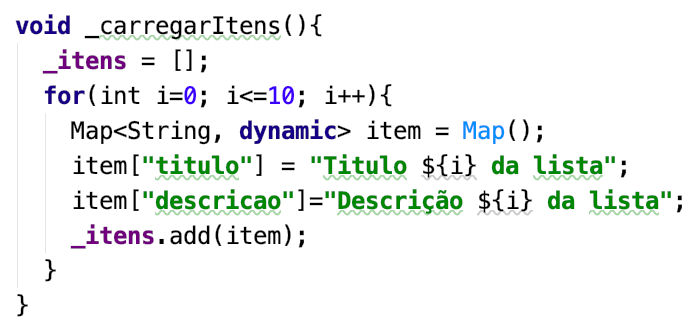 void _carregarItens(){
_itens = [];
for(int i=0; i<=10; i++){
Map<String, dynamic> item = Map();
item["titulo"] = "Titulo ${i} da lista";
item["descricao"]="Descrição ${i} da lista";
_itens.add(item);
}
}